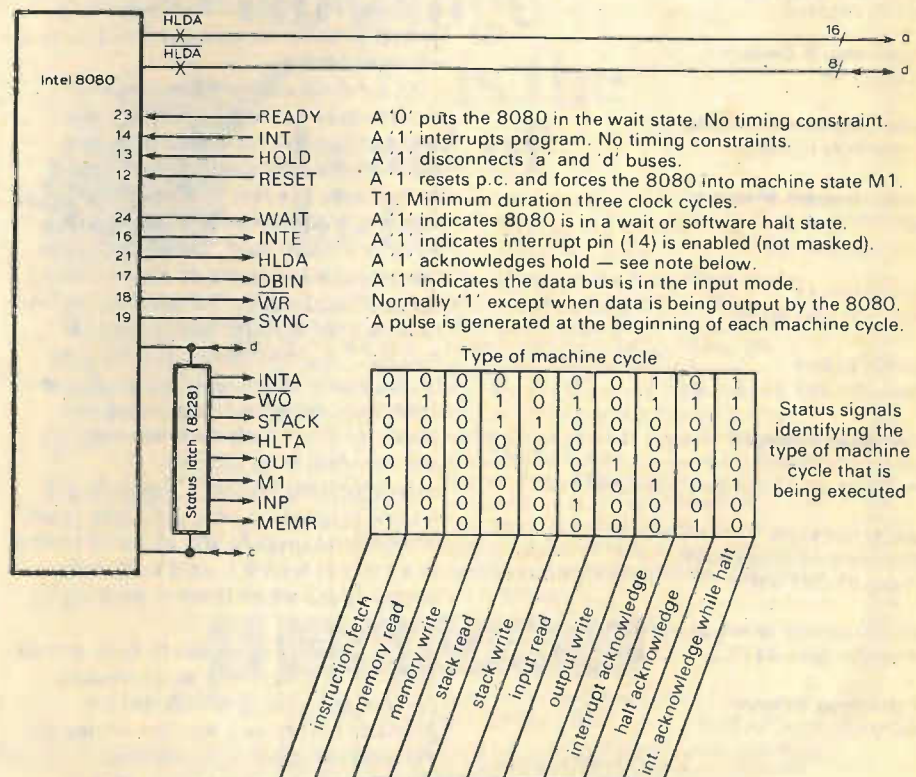 HLDA
16/ a
HLDA
8/ d
Intel 8080
23 READY A '0' puts the 8080 in the wait state. No timing constraint.
14 INT A '1' interrupts program. No timing constraints.
13 HOLD A '1' disconnects 'a' and 'd' buses.
12 RESET A '1' resets p.c. and forces the 8080 into machine state M1.
T1. Minimum duration three clock cycles.
24 WAIT A '1' indicates 8080 is in a wait or software halt state.
16 INTE A '1' indicates interrupt pin (14) is enabled (not masked).
21 HLDA A '1' acknowledges hold — see note below.
17 DBIN A '1' indicates the data bus is in the input mode.
18 WR Normally '1' except when data is being output by the 8080.
19 SYNC A pulse is generated at the beginning of each machine cycle.
d
Type of machine cycle
Status latch (8228)
INTA 0 0 0 0 0 0 0 1 0 1
WO 1 1 0 1 0 1 0 1 1 1
STACK 0 0 0 1 1 0 0 0 0 0
HLTA 0 0 0 0 0 0 0 0 1 1
OUT 0 0 0 0 0 0 1 0 0 0
M1 1 0 0 0 0 0 0 1 0 1
INP 0 0 0 0 0 1 0 0 0 0
MEMR 1 1 0 1 0 0 0 0 1 0
c
Status signals
identifying the
type of machine
cycle that is
being executed
instruction fetch
memory read
memory write
stack read
stack write
input read
output write
interrupt acknowledge
halt acknowledge
int. acknowledge while halt